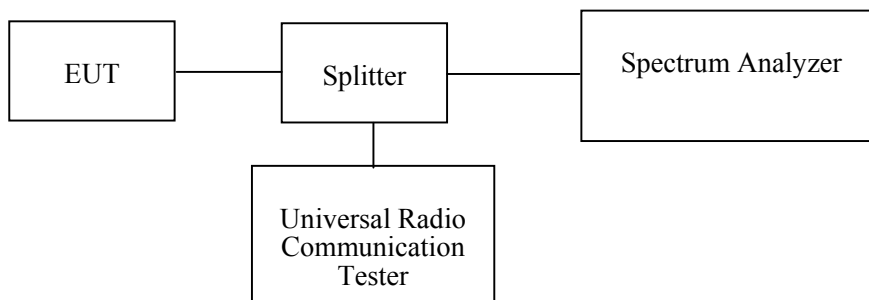 EUT
Splitter
Spectrum Analyzer
Universal Radio
Communication
Tester